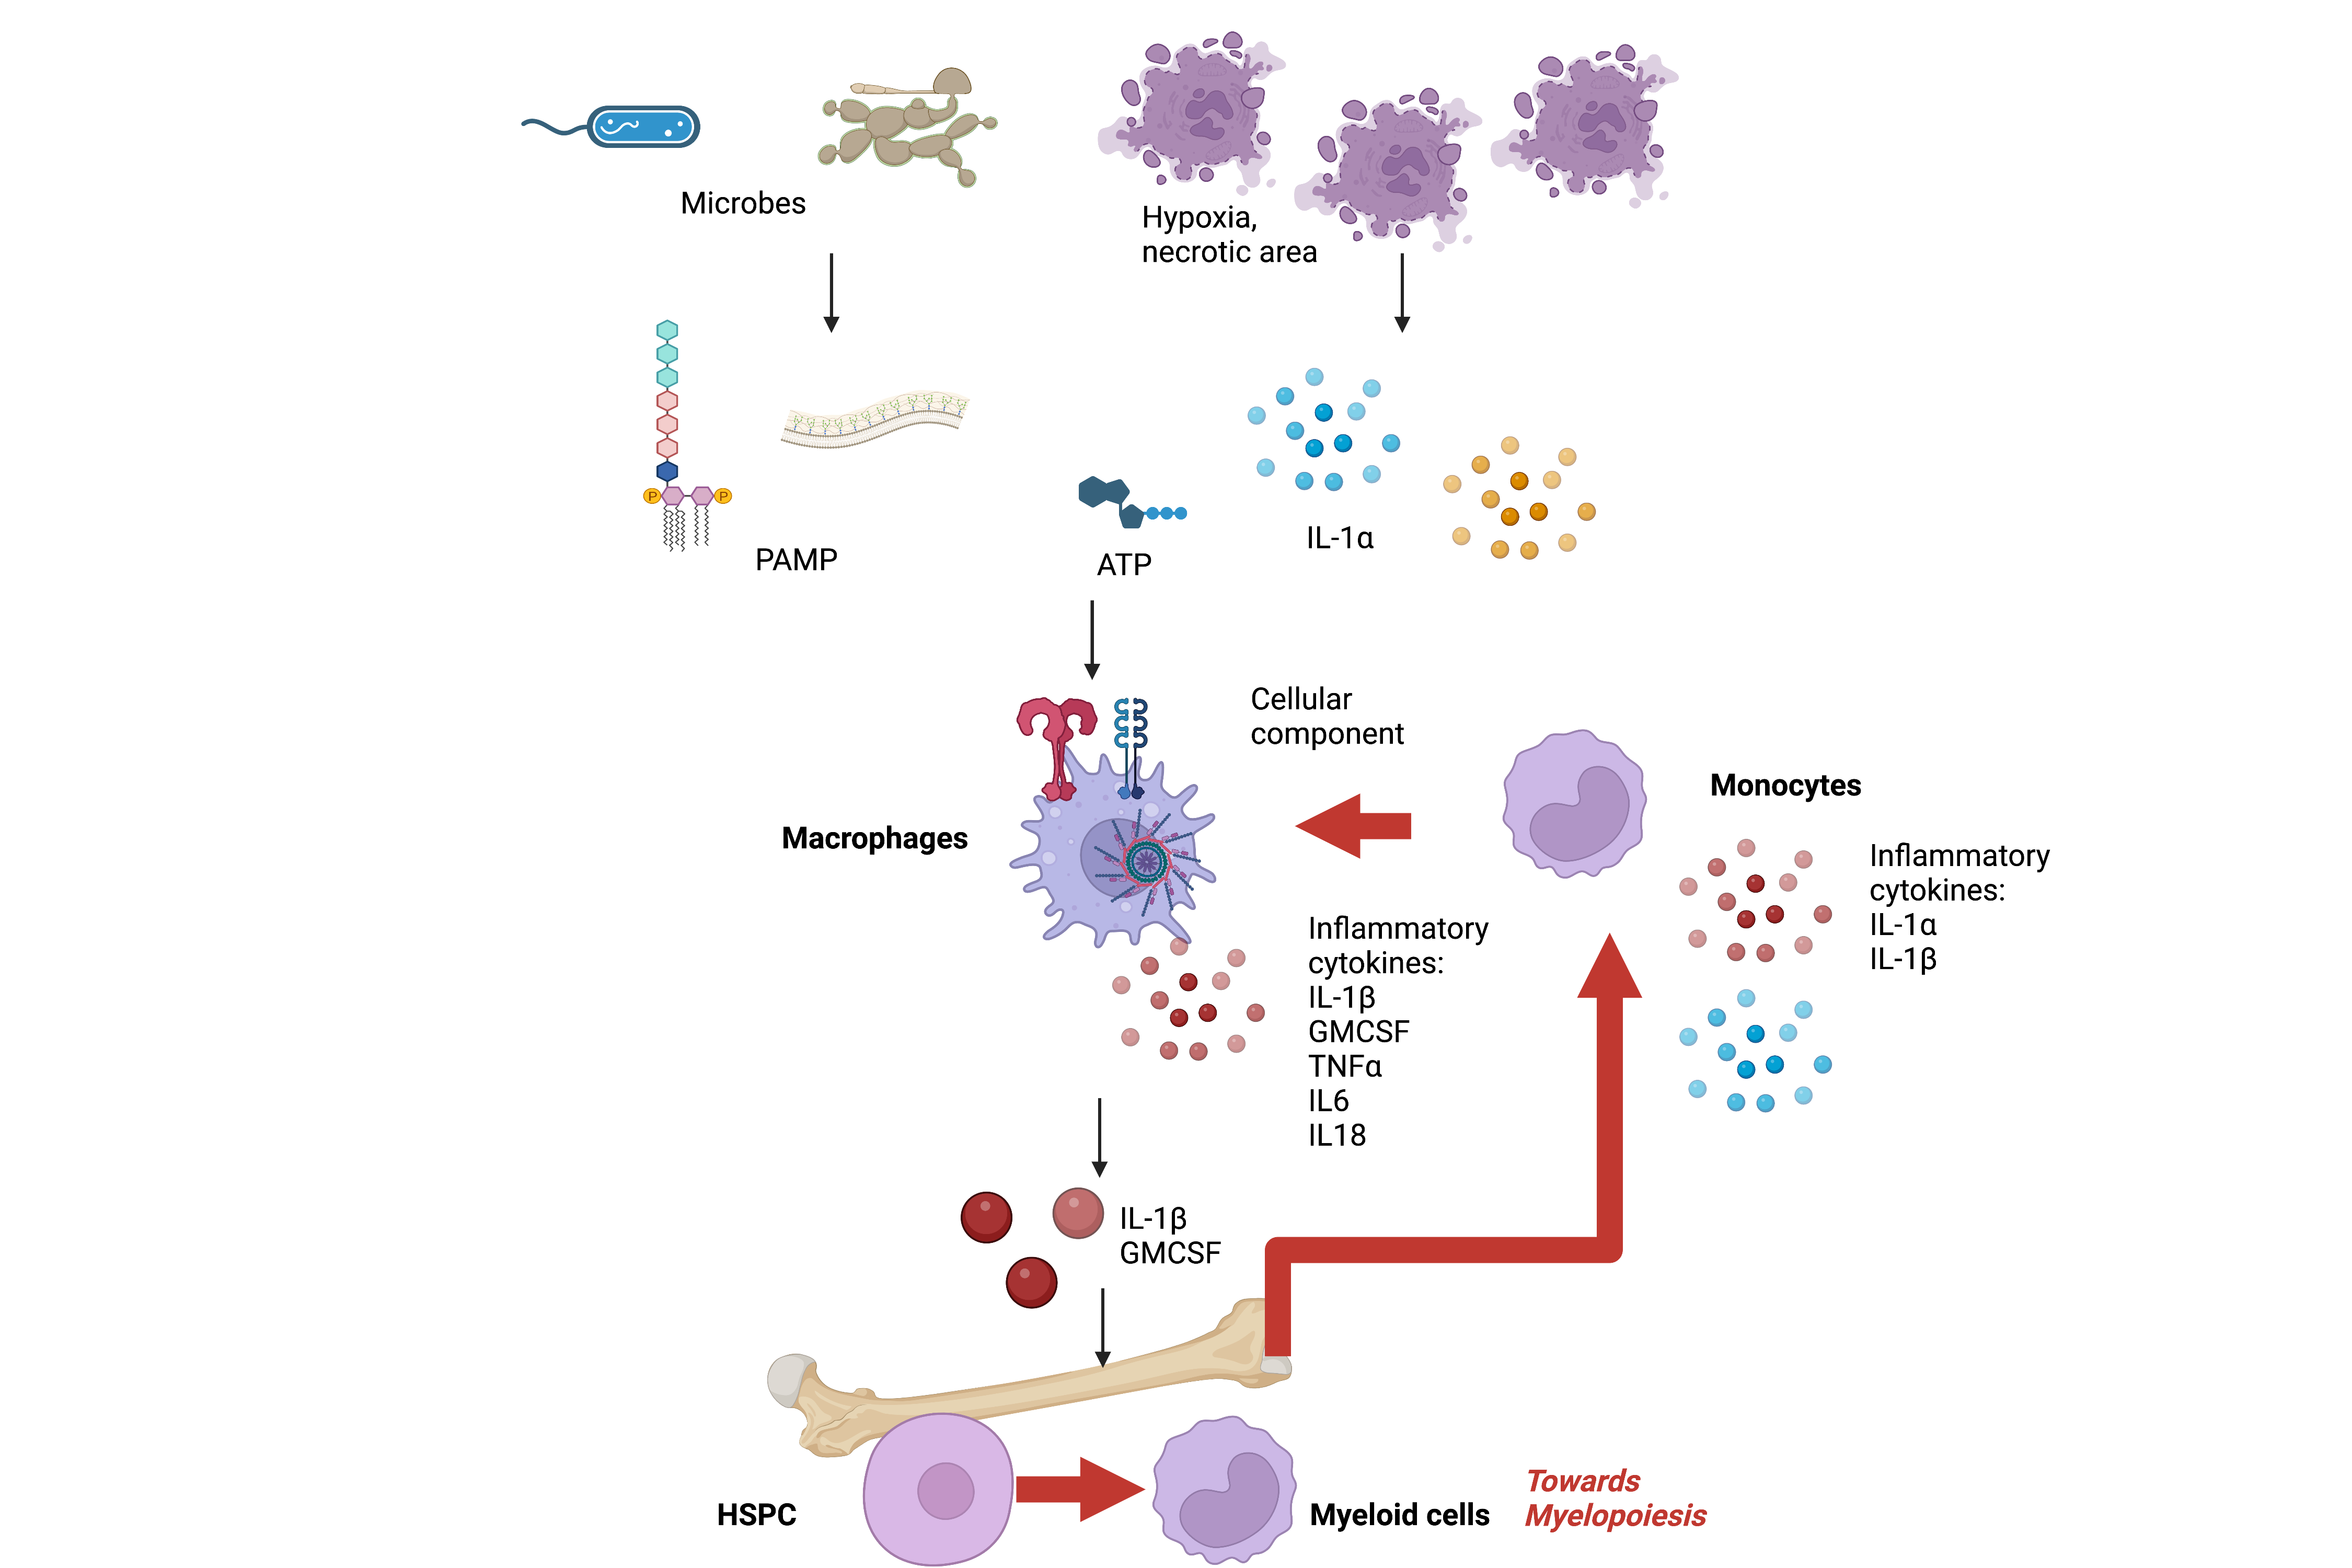 Microbes
Hypoxia,
necrotic area
P
P
PAMP
ATP
IL-1α
Cellular
component
Macrophages
Monocytes
Inflammatory
cytokines:
IL-1α
IL-1β
Inflammatory
cytokines:
IL-1β
GMCSF
TNFα
IL6
IL18
IL-1β
GMCSF
HSPC
Myeloid cells
Towards
Myelopoiesis